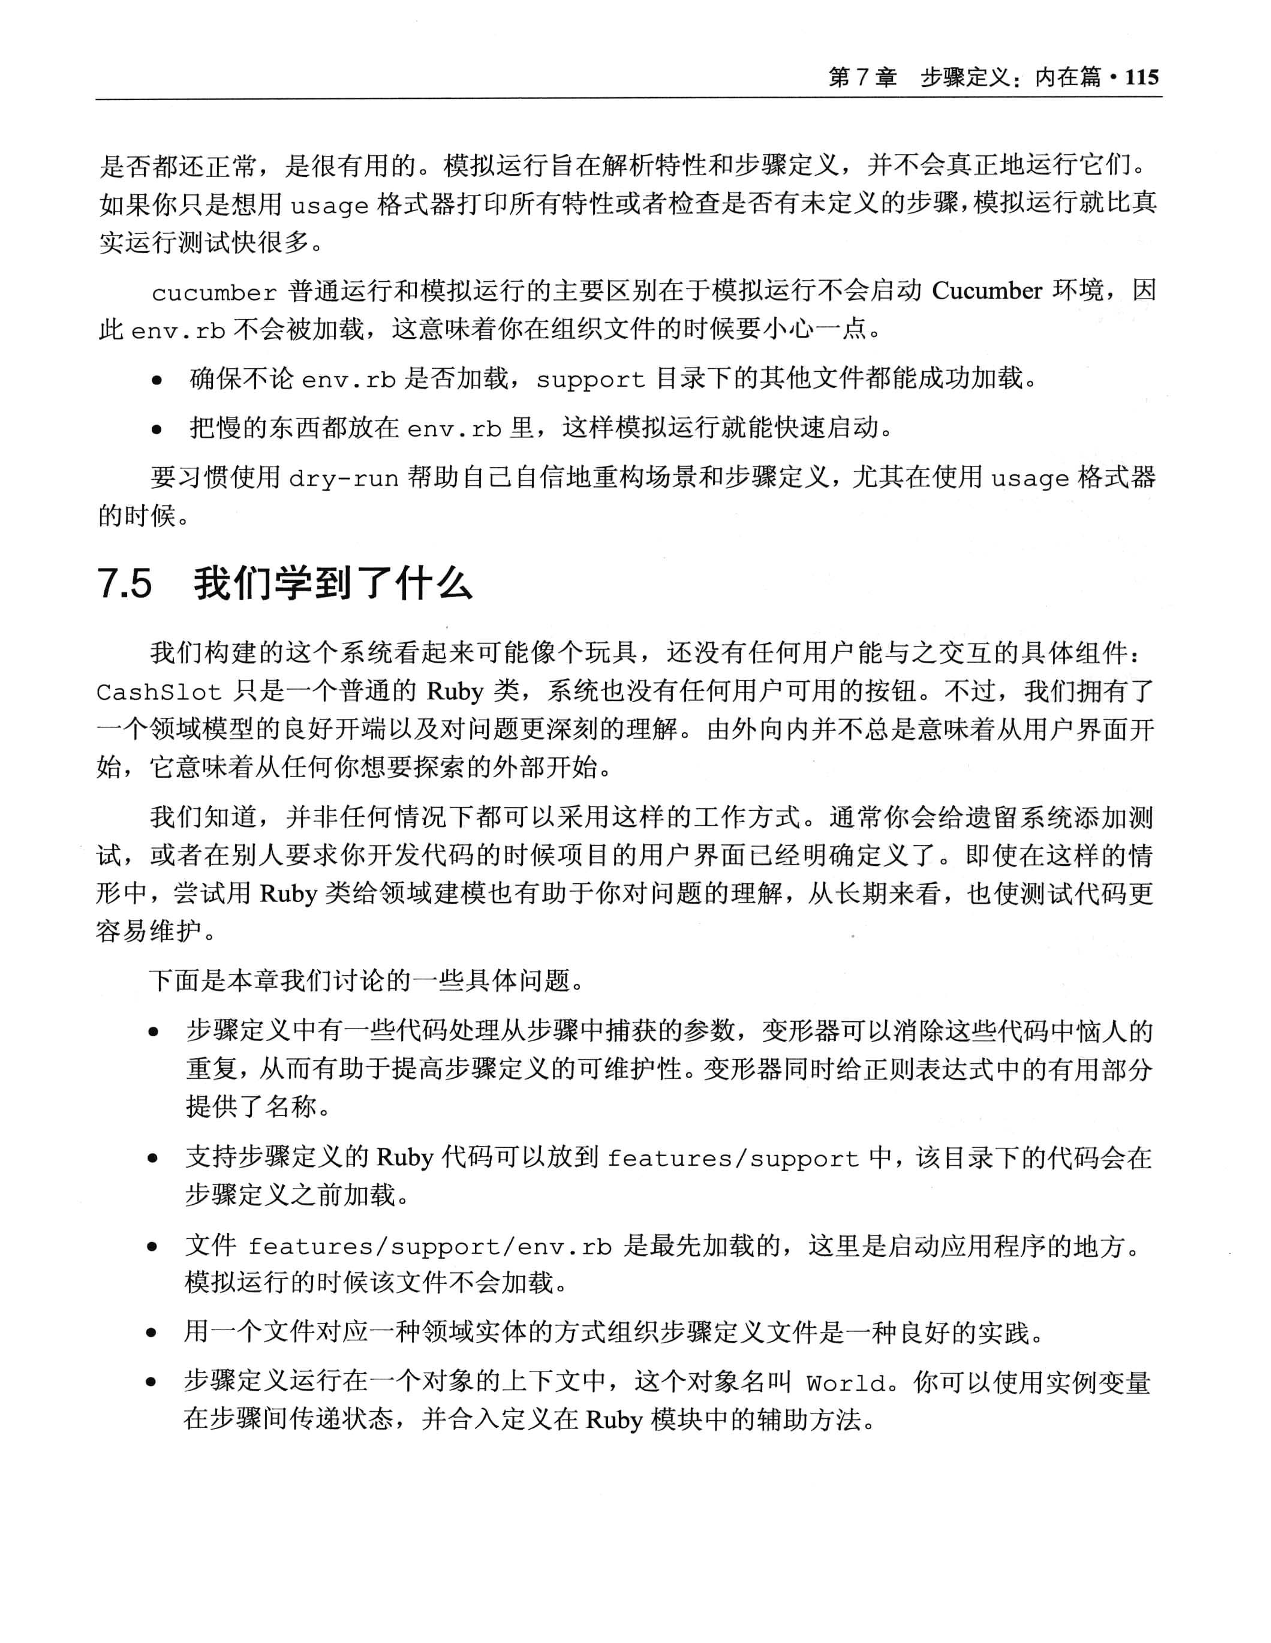 第7章　步骤定义：内在篇·115
是否都还正常，是很有用的。模拟运行旨在解析特性和步骤定义，并不会真正地运行它们。
如果你只是想用 usage 格式器打印所有特性或者检查是否有未定义的步骤，模拟运行就比真
实运行测试快很多。
cucumber 普通运行和模拟运行的主要区别在于模拟运行不会启动 Cucumber 环境，因
此 env.rb 不会被加载，这意味着你在组织文件的时候要小心一点。
● 确保不论 env.rb 是否加载，support 目录下的其他文件都能成功加载。
● 把慢的东西都放在 env.rb 里，这样模拟运行就能快速启动。
要习惯使用 dry-run 帮助自己自信地重构场景和步骤定义，尤其在使用 usage 格式器
的时候。
7.5　我们学到了什么
我们构建的这个系统看起来可能像个玩具，还没有任何用户能与之交互的具体组件：
CashSlot 只是一个普通的 Ruby 类，系统也没有任何用户可用的按钮。不过，我们拥有了
一个领域模型的良好开端以及对问题更深刻的理解。由外向内并不总是意味着从用户界面开
始，它意味着从任何你想要探索的外部开始。
我们知道，并非任何情况下都可以采用这样的工作方式。通常你会给遗留系统添加测
试，或者在别人要求你开发代码的时候项目的用户界面已经明确定义了。即使在这样的情
形中，尝试用 Ruby 类给领域建模也有助于你对问题的理解，从长期来看，也使测试代码更
容易维护。
下面是本章我们讨论的一些具体问题。
● 步骤定义中有一些代码处理从步骤中捕获的参数，变形器可以消除这些代码中恼人的
重复，从而有助于提高步骤定义的可维护性。变形器同时给正则表达式中的有用部分
提供了名称。
● 支持步骤定义的 Ruby 代码可以放到 features/support 中，该目录下的代码会在
步骤定义之前加载。
● 文件 features/support/env.rb 是最先加载的，这里是启动应用程序的地方。
模拟运行的时候该文件不会加载。
● 用一个文件对应一种领域实体的方式组织步骤定义文件是一种良好的实践。
● 步骤定义运行在一个对象的上下文中，这个对象名叫 World。你可以使用实例变量
在步骤间传递状态，并合入定义在 Ruby 模块中的辅助方法。